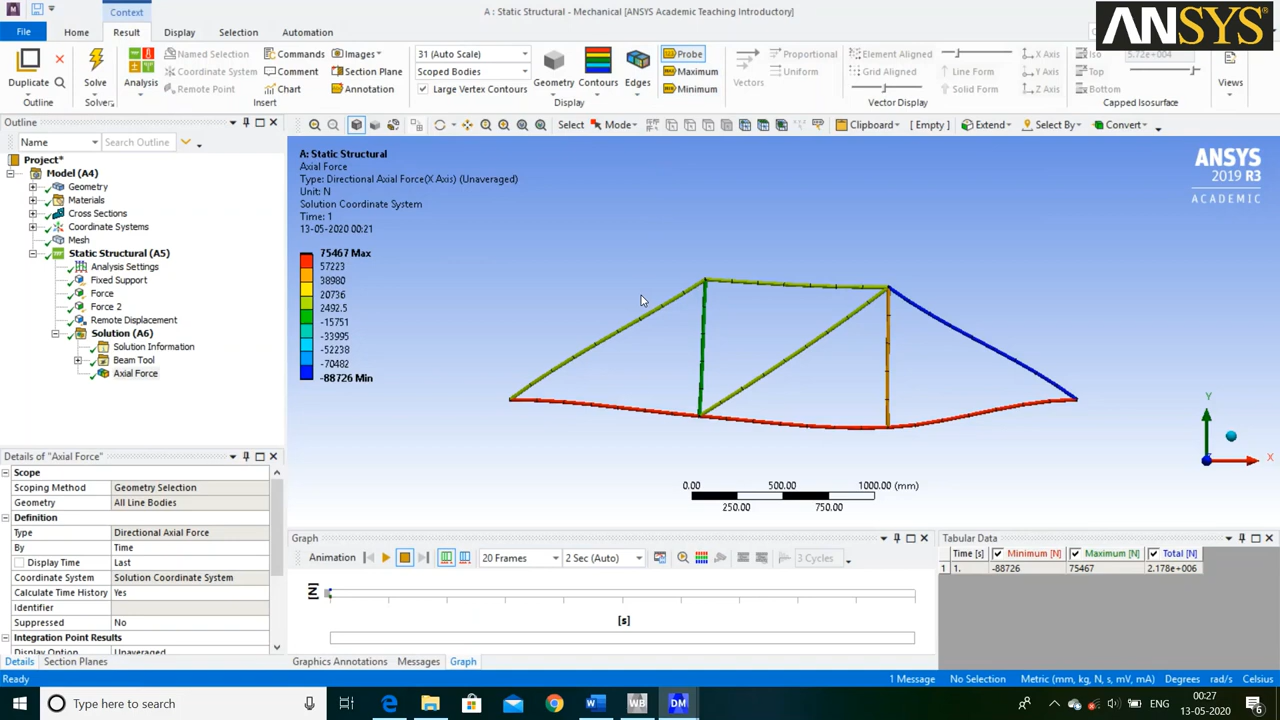 Context
A : Static Structural - Mechanical [ANSYS Academic Teaching Introductory]
ANSYS
File
Home
Result
Display
Selection
Automation
Duplicate
Outline
Solve
Solver
Analysis
Named Selection
Coordinate System
Remote Point
Commands
Comment
Chart
Images
Section Plane
Annotation
Insert
31 (Auto Scale)
Scoped Bodies
Large Vertex Contours
Geometry
Contours
Edges
Display
Probe
Maximum
Minimum
Vectors
Proportional
Uniform
Element Aligned
Grid Aligned
Line Form
Solid Form
Vector Display
X Axis
Y Axis
Z Axis
Iso
5.72e+004
Top
Bottom
Capped Isosurface
Views
Outline
Name
Search Outline
Select
Mode
Clipboard
[ Empty ]
Extend
Select By
Convert
Project*
Model (A4)
Geometry
Materials
Cross Sections
Coordinate Systems
Mesh
Static Structural (A5)
Analysis Settings
Fixed Support
Force
Force 2
Remote Displacement
Solution (A6)
Solution Information
Beam Tool
Axial Force
A: Static Structural
Axial Force
Type: Directional Axial Force(X Axis) (Unaveraged)
Unit: N
Solution Coordinate System
Time: 1
13-05-2020 00:21
75467 Max
57223
38980
20736
2492.5
-15751
-33995
-52238
-70482
-88726 Min
ANSYS
2019 R3
ACADEMIC
Y
X
0.00
500.00
1000.00 (mm)
250.00
750.00
Details of "Axial Force"
Scope
Scoping Method Geometry Selection
Geometry All Line Bodies
Definition
Type Directional Axial Force
By Time
Display Time Last
Coordinate System Solution Coordinate System
Calculate Time History Yes
Identifier
Suppressed No
Integration Point Results
Display Option Unaveraged
Details
Section Planes
Graph
Animation
20 Frames
2 Sec (Auto)
3 Cycles
[s]
Graphics Annotations
Messages
Graph
Tabular Data
Time [s] Minimum [N] Maximum [N] Total [N]
1 1. -88726 75467 2.178e+006
Ready
1 Message
No Selection
Metric (mm, kg, N, s, mV, mA)
Degrees
rad/s
Celsius
Type here to search
W
WB
DM
ENG
00:27
13-05-2020
6